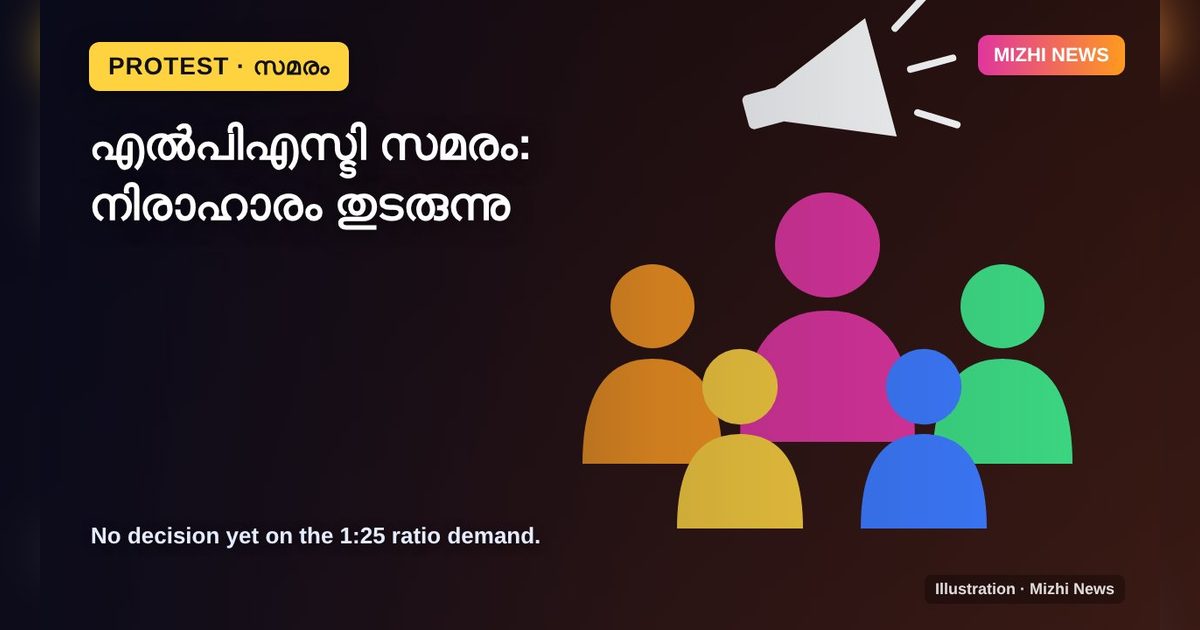 PROTEST · സമരം
MIZHI NEWS
എൽപിഎസ്ടി സമരം:
നിരാഹാരം തുടരുന്നു
No decision yet on the 1:25 ratio demand.
Illustration · Mizhi News